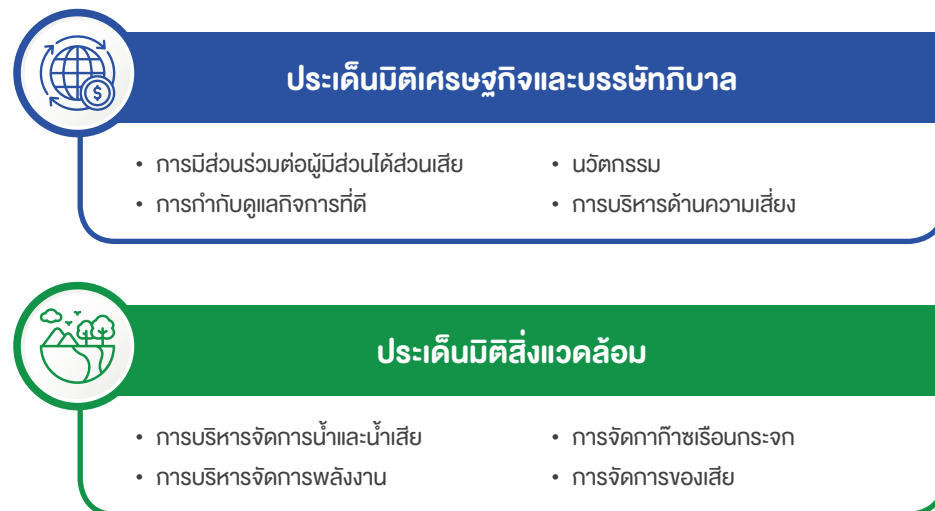 ประเด็นมิติเศรษฐกิจและบรรษัทภิบาล
• การมีส่วนร่วมต่อผู้มีส่วนได้ส่วนเสีย
• การกำกับดูแลกิจการที่ดี
• นวัตกรรม
• การบริหารด้านความเสี่ยง
ประเด็นมิติสิ่งแวดล้อม
• การบริหารจัดการน้ำและน้ำเสีย
• การบริหารจัดการพลังงาน
• การจัดกาก๊าซเรือนกระจก
• การจัดการของเสีย